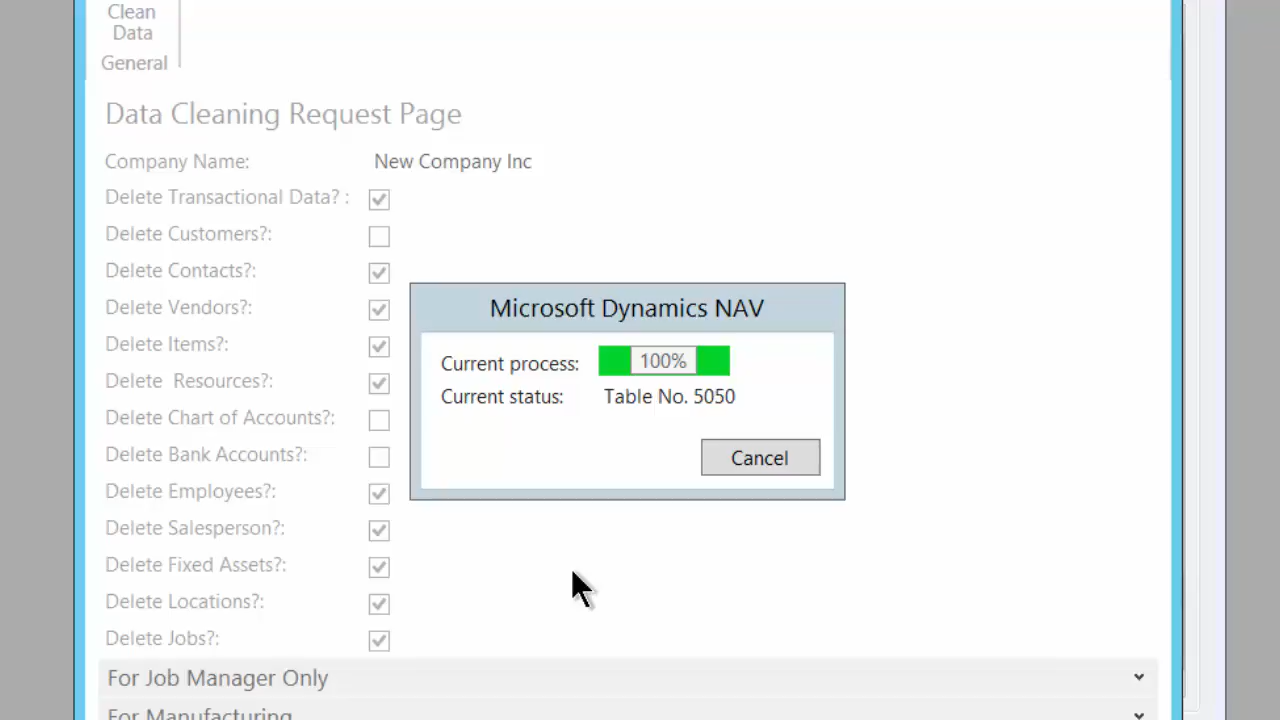 Clean
Data
General
Data Cleaning Request Page
Company Name: New Company Inc
Delete Transactional Data? :
Delete Customers?:
Delete Contacts?:
Delete Vendors?:
Delete Items?:
Delete  Resources?:
Delete Chart of Accounts?:
Delete Bank Accounts?:
Delete Employees?:
Delete Salesperson?:
Delete Fixed Assets?:
Delete Locations?:
Delete Jobs?:
Microsoft Dynamics NAV
Current process: 100%
Current status: Table No. 5050
Cancel
For Job Manager Only
For Manufacturing